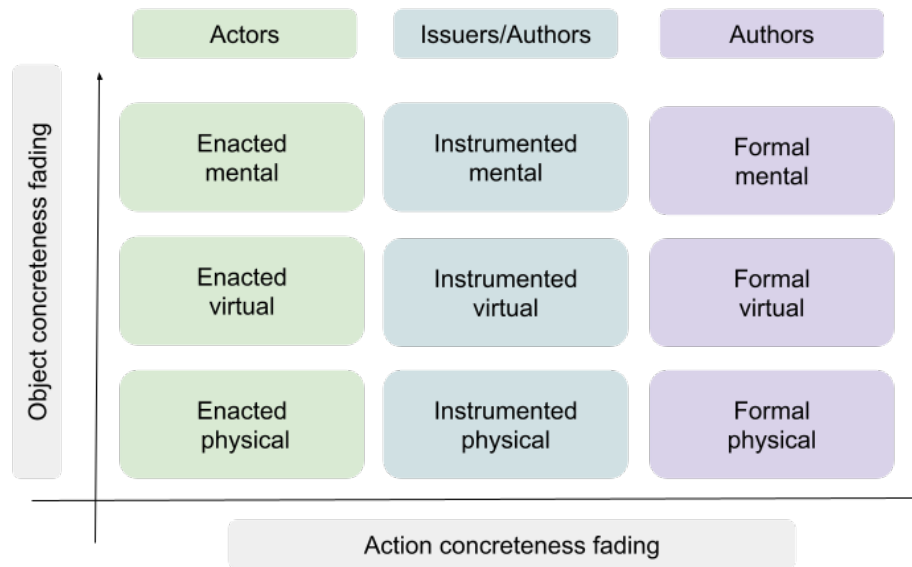 Actors
Issuers/Authors
Authors
Object concreteness fading
Enacted
mental
Instrumented
mental
Formal
mental
Enacted
virtual
Instrumented
virtual
Formal
virtual
Enacted
physical
Instrumented
physical
Formal
physical
Action concreteness fading